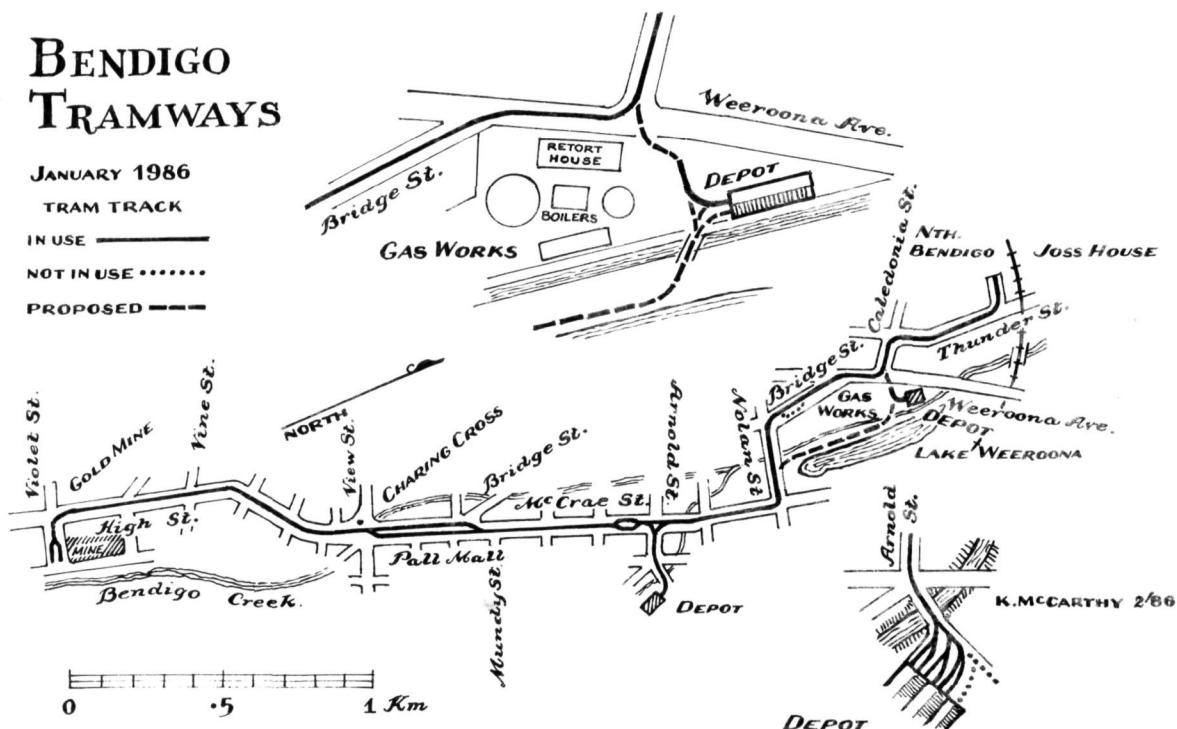 BENDIGO
TRAMWAYS
JANUARY 1986
TRAM TRACK
IN USE
NOT IN USE
PROPOSED
Weeroona Ave.
RETORT
HOUSE
DEPOT
BOILERS
Bridge St.
GAS WORKS
Caledonia St.
NTH.
BENDIGO
JOSS HOUSE
Thunder St.
Bridge St.
GAS
WORKS
DEPOT
Weeroona Ave.
LAKE WEEROONA
NORTH
Violet St.
GOLD MINE
Vine St.
View St.
CHARING CROSS
Bridge St.
Arnold St
Nolan St
High St.
MINE
Mc Crae St.
Pall Mall
Bendigo Creek.
Mundy St.
DEPOT
Arnold
St.
K. McCARTHY 2/86
0 .5 1 Km
DEPOT